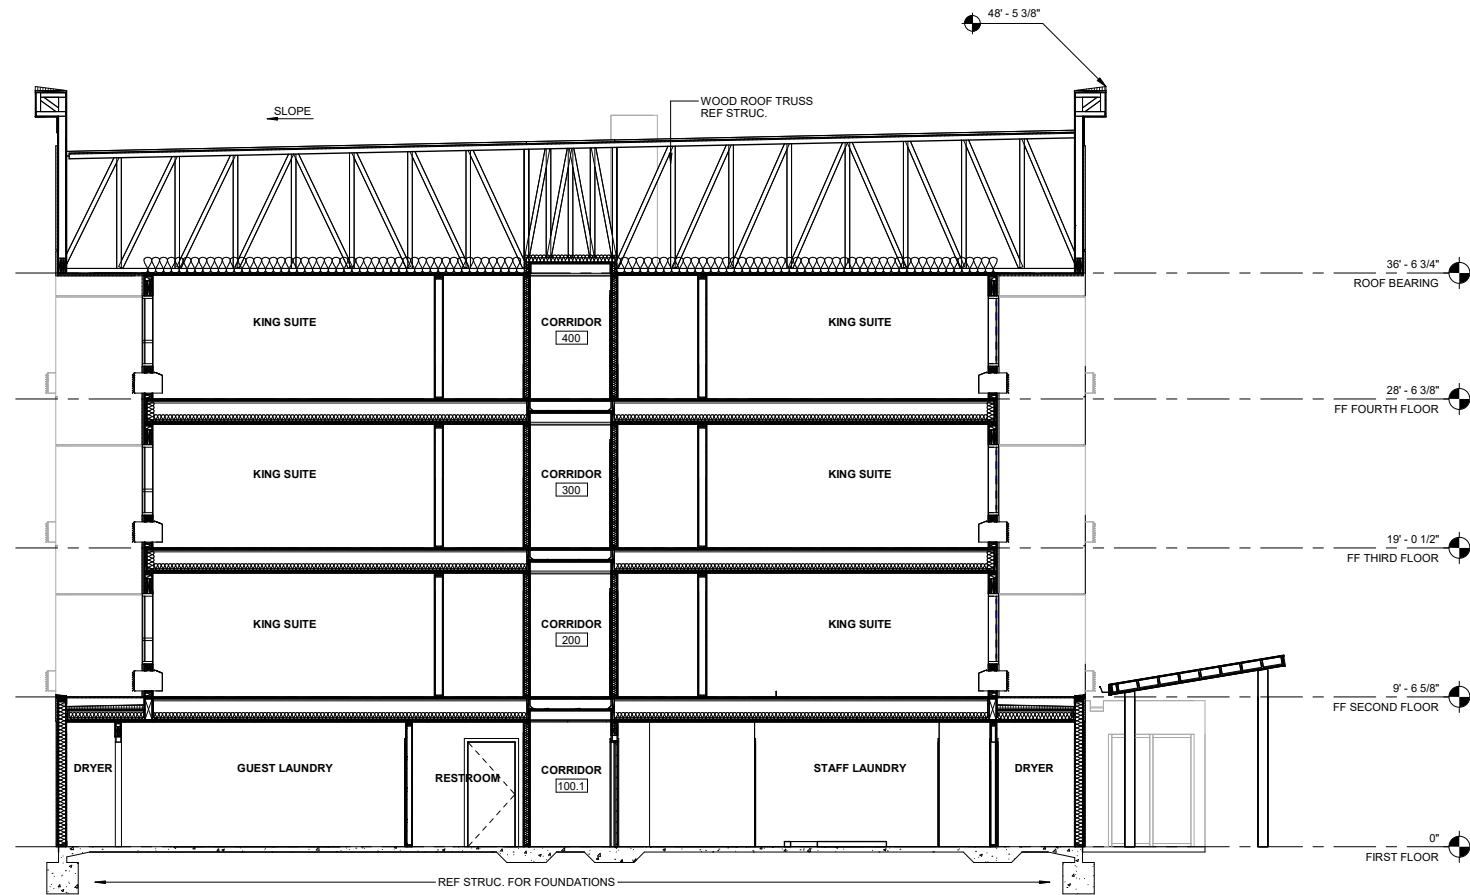 48' - 5 3/8"
SLOPE
WOOD ROOF TRUSS
REF STRUC.
36' - 6 3/4"
ROOF BEARING
KING SUITE
CORRIDOR
400
KING SUITE
28' - 6 3/8"
FF FOURTH FLOOR
KING SUITE
CORRIDOR
300
KING SUITE
19' - 0 1/2"
FF THIRD FLOOR
KING SUITE
CORRIDOR
200
KING SUITE
9' - 6 5/8"
FF SECOND FLOOR
DRYER
GUEST LAUNDRY
RESTROOM
CORRIDOR
100.1
STAFF LAUNDRY
DRYER
0"
FIRST FLOOR
REF STRUC. FOR FOUNDATIONS